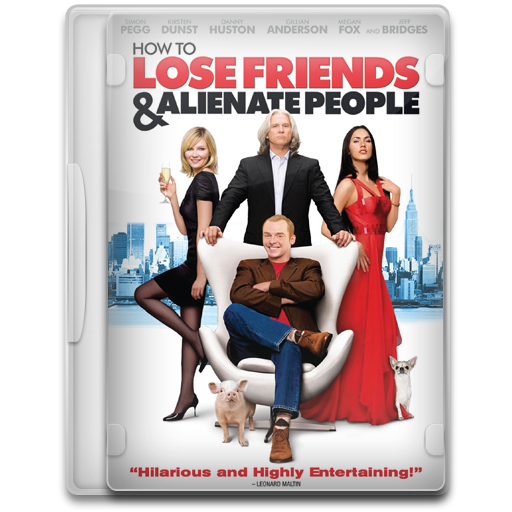 SIMON PEGG KIRSTEN DUNST DANNY HUSTON GILLIAN ANDERSON MEGAN FOX AND JEFF BRIDGES
HOW TO
LOSE FRIENDS
& ALIENATE PEOPLE
"Hilarious and Highly Entertaining!"
– LEONARD MALTIN